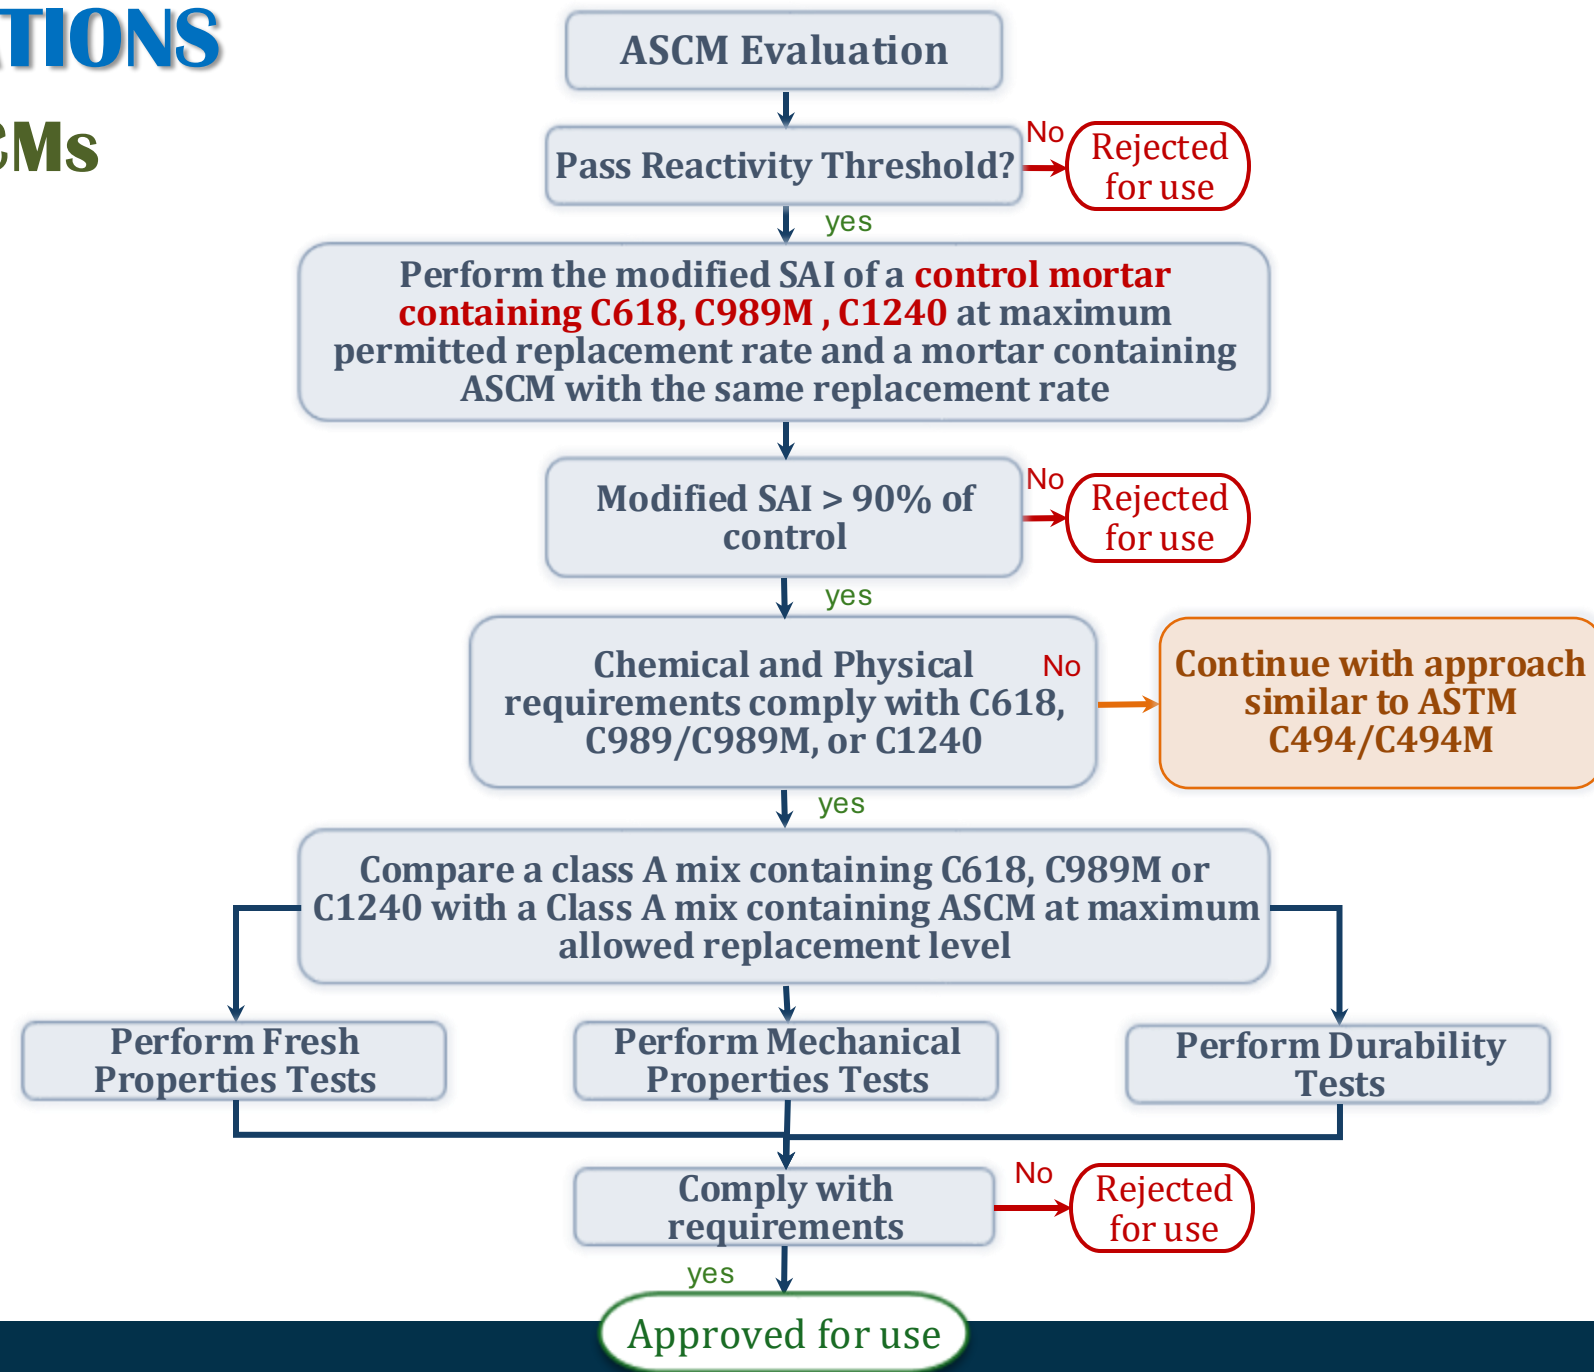 ATIONS
CMs
ASCM Evaluation
Pass Reactivity Threshold?
No
Rejected
for use
yes
Perform the modified SAI of a control mortar
containing C618, C989M , C1240 at maximum
permitted replacement rate and a mortar containing
ASCM with the same replacement rate
Modified SAI > 90% of
control
No
Rejected
for use
yes
Chemical and Physical
requirements comply with C618,
C989/C989M, or C1240
No
Continue with approach
similar to ASTM
C494/C494M
yes
Compare a class A mix containing C618, C989M or
C1240 with a Class A mix containing ASCM at maximum
allowed replacement level
Perform Fresh
Properties Tests
Perform Mechanical
Properties Tests
Perform Durability
Tests
Comply with
requirements
No
Rejected
for use
yes
Approved for use